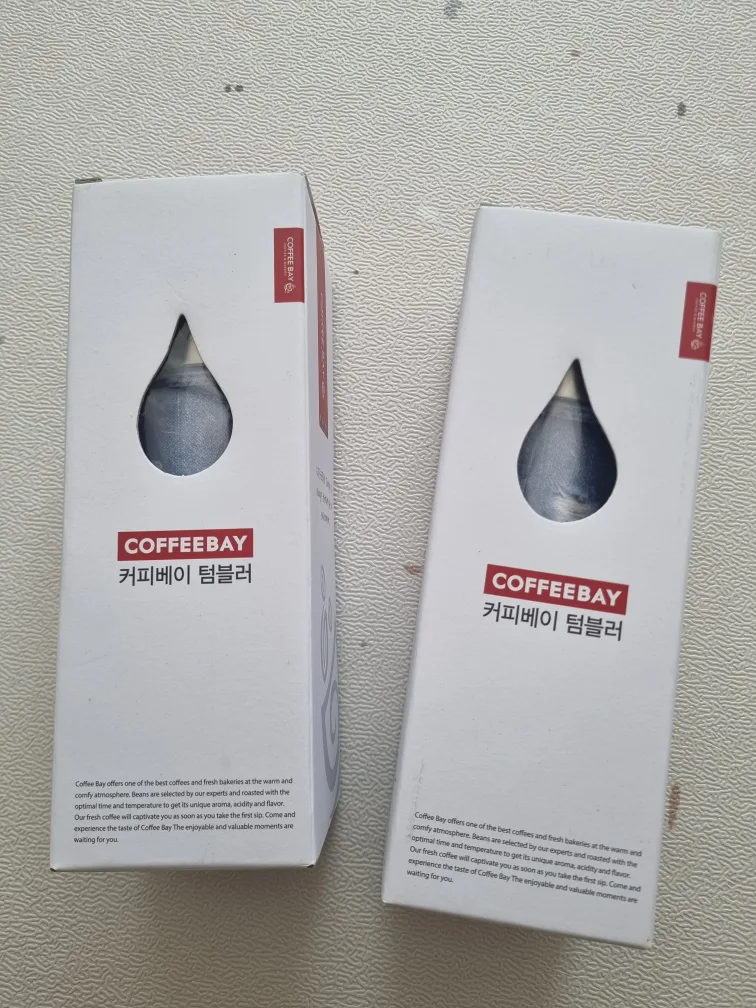 COFFEE BAY
COFFEEBAY
커피베이 텀블러
Coffee Bay offers one of the best coffees and fresh bakeries at the warm and
comfy atmosphere. Beans are selected by our experts and roasted with the
optimal time and temperature to get its unique aroma, acidity and flavor.
Our fresh coffee will captivate you as soon as you take the first sip. Come and
experience the taste of Coffee Bay The enjoyable and valuable moments are
waiting for you.
COFFEE BAY
COFFEEBAY
커피베이 텀블러
Coffee Bay offers one of the best coffees and fresh bakeries at the warm and
comfy atmosphere. Beans are selected by our experts and roasted with the
optimal time and temperature to get its unique aroma, acidity and flavor.
Our fresh coffee will captivate you as soon as you take the first sip. Come and
experience the taste of Coffee Bay The enjoyable and valuable moments are
waiting for you.